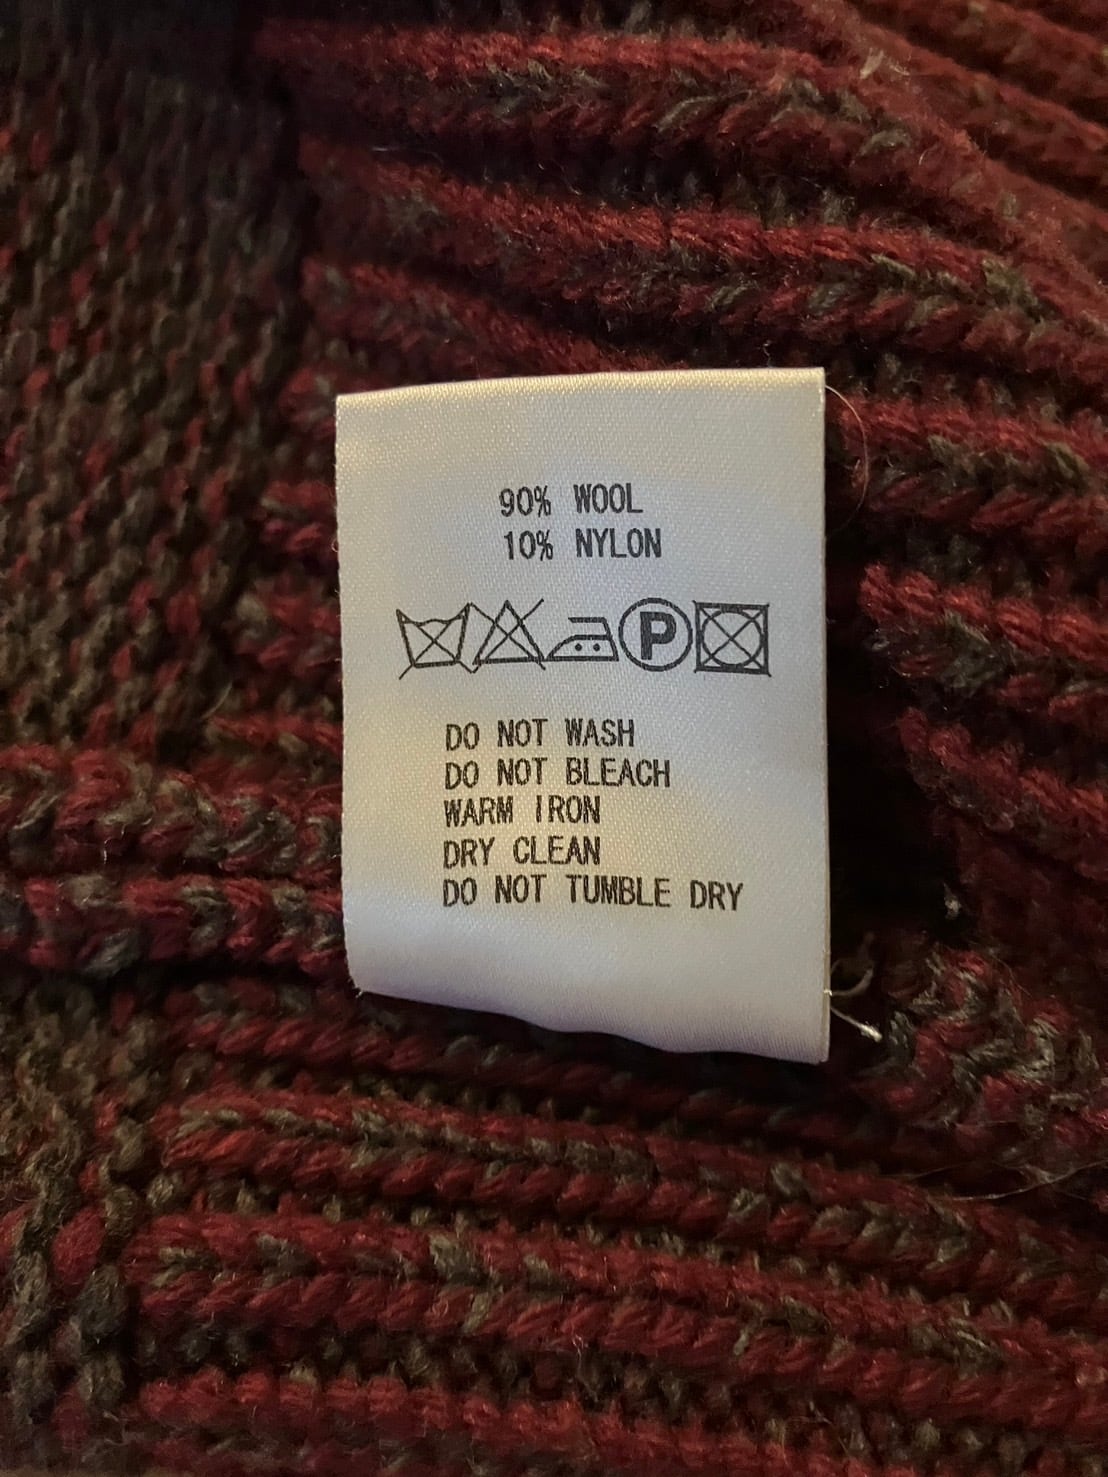 90% WOOL
10% NYLON
P
DO NOT WASH
DO NOT BLEACH
WARM IRON
DRY CLEAN
DO NOT TUMBLE DRY